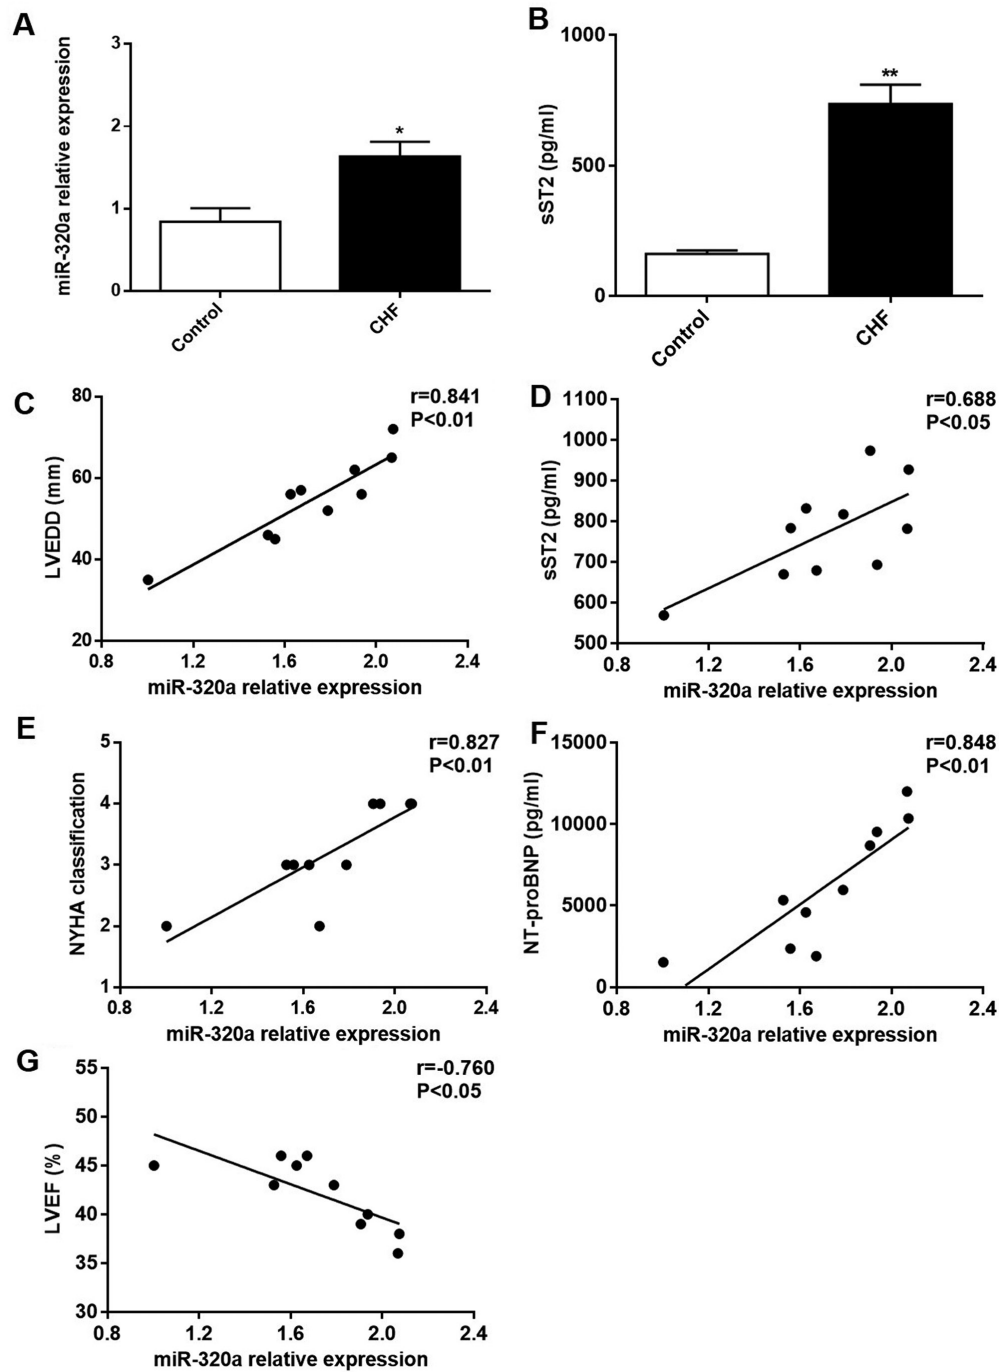 A
miR-320a relative expression
3
2
1
0
*
Control
CHF
B
sST2 (pg/ml)
1000
500
0
**
Control
CHF
C
LVEDD (mm)
80
60
40
20
r=0.841
P<0.01
0.8 1.2 1.6 2.0 2.4
miR-320a relative expression
D
sST2 (pg/ml)
1100
1000
900
800
700
600
500
r=0.688
P<0.05
0.8 1.2 1.6 2.0 2.4
miR-320a relative expression
E
NYHA classification
5
4
3
2
1
r=0.827
P<0.01
0.8 1.2 1.6 2.0 2.4
miR-320a relative expression
F
NT-proBNP (pg/ml)
15000
10000
5000
0
r=0.848
P<0.01
0.8 1.2 1.6 2.0 2.4
miR-320a relative expression
G
LVEF (%)
55
50
45
40
35
30
r=-0.760
P<0.05
0.8 1.2 1.6 2.0 2.4
miR-320a relative expression